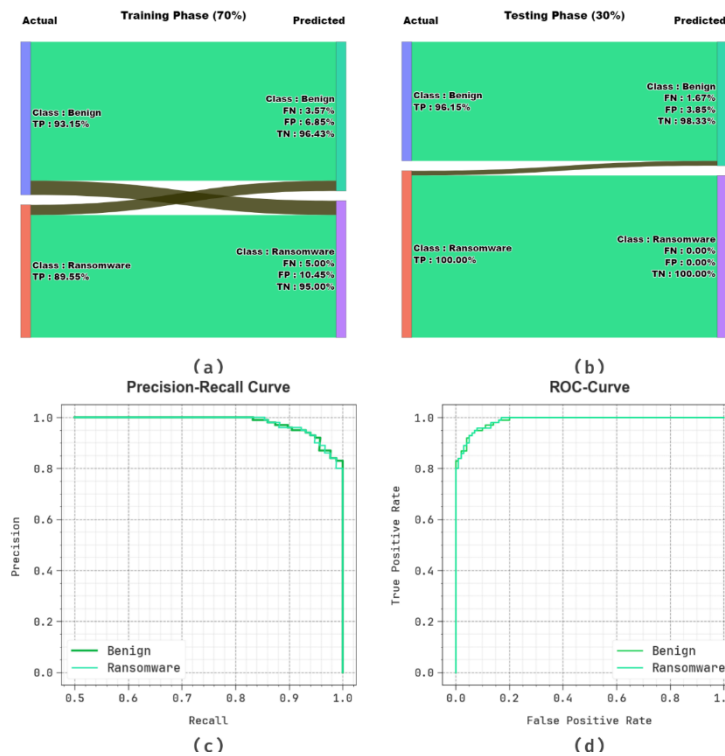 Training Phase (70%)
Actual
Predicted
Class : Benign
TP : 93.15%
Class : Benign
FN : 3.57%
FP : 6.85%
TN : 96.43%
Class : Ransomware
TP : 89.55%
Class : Ransomware
FN : 5.00%
FP : 10.45%
TN : 95.00%
(a)
Testing Phase (30%)
Actual
Predicted
Class : Benign
TP : 96.15%
Class : Benign
FN : 1.67%
FP : 3.85%
TN : 98.33%
Class : Ransomware
TP : 100.00%
Class : Ransomware
FN : 0.00%
FP : 0.00%
TN : 100.00%
(b)
Precision-Recall Curve
Precision
1.0
0.8
0.6
0.4
0.2
0.0
Benign
Ransomware
0.5 0.6 0.7 0.8 0.9 1.0
Recall
(c)
ROC-Curve
True Positive Rate
1.0
0.8
0.6
0.4
0.2
0.0
Benign
Ransomware
0.0 0.2 0.4 0.6 0.8
False Positive Rate
(d)